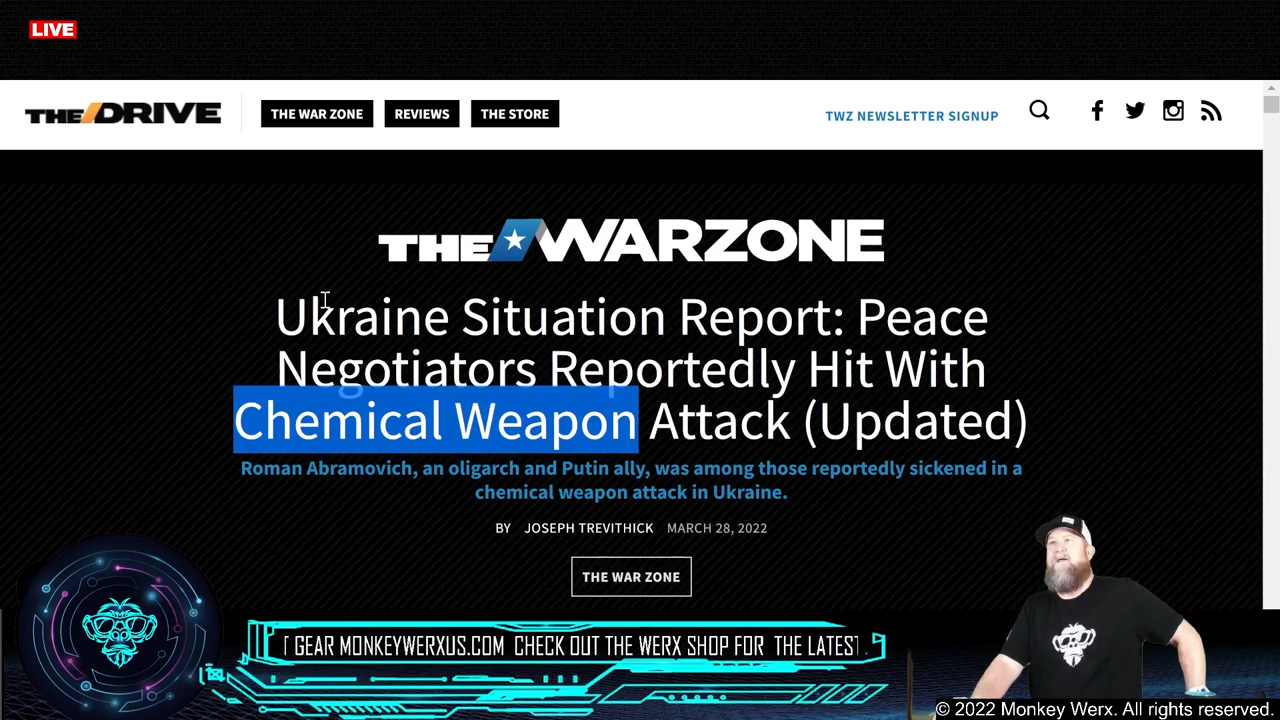 LIVE
THE DRIVE
THE WAR ZONE
REVIEWS
THE STORE
TWZ NEWSLETTER SIGNUP
THE WARZONE
Ukraine Situation Report: Peace
Negotiators Reportedly Hit With
Chemical Weapon Attack (Updated)
Roman Abramovich, an oligarch and Putin ally, was among those reportedly sickened in a
chemical weapon attack in Ukraine.
BY JOSEPH TREVITHICK MARCH 28, 2022
THE WAR ZONE
GEAR MONKEYWERXUS.COM CHECK OUT THE WERX SHOP FOR THE LATEST
© 2022 Monkey Werx. All rights reserved.